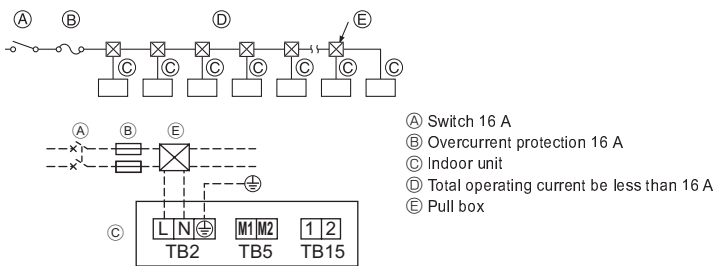 Ⓐ Ⓑ Ⓓ Ⓔ
Ⓒ Ⓒ Ⓒ Ⓒ Ⓒ Ⓒ Ⓒ
Ⓐ Ⓑ Ⓔ
Ⓒ L N M1 M2 1 2
TB2 TB5 TB15
Ⓐ Switch 16 A
Ⓑ Overcurrent protection 16 A
Ⓒ Indoor unit
Ⓓ Total operating current be less than 16 A
Ⓔ Pull box